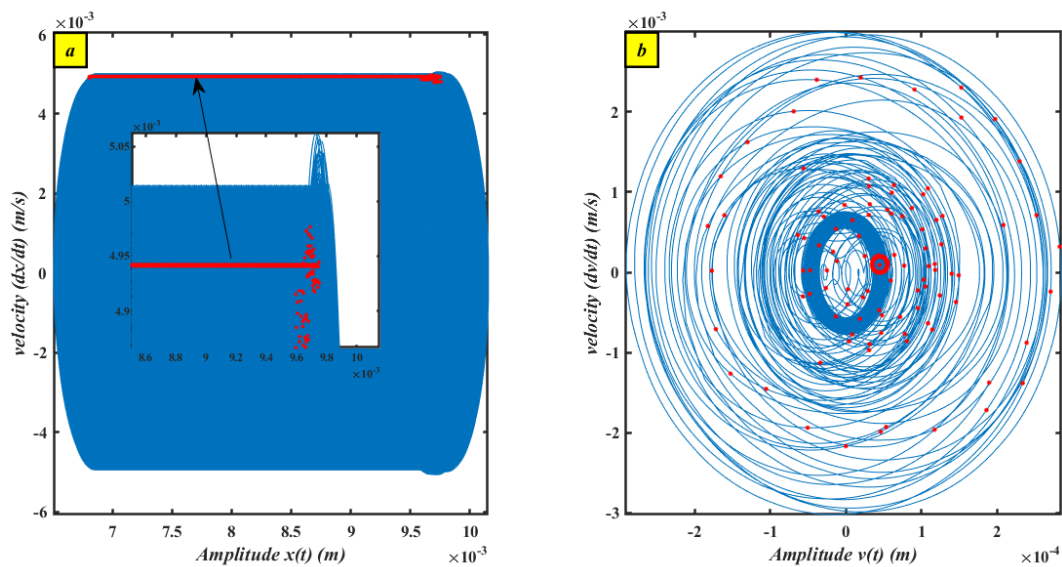 ×10⁻³
a
velocity (dx/dt) (m/s)
6
4
2
0
-2
-4
-6
×10⁻³
5.05
5
4.95
4.9
8.6 8.8 9 9.2 9.4 9.6 9.8 10
×10⁻³
7 7.5 8 8.5 9 9.5 10
×10⁻³
Amplitude x(t) (m)
×10⁻³
b
velocity (dv/dt) (m/s)
3
2
1
0
-1
-2
-3
-2 -1 0 1 2
×10⁻⁴
Amplitude v(t) (m)